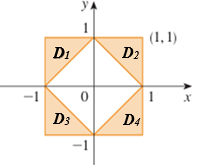 y
1
(1, 1)
D₁ D₂
−1 0 1 x
D₃ D₄
−1